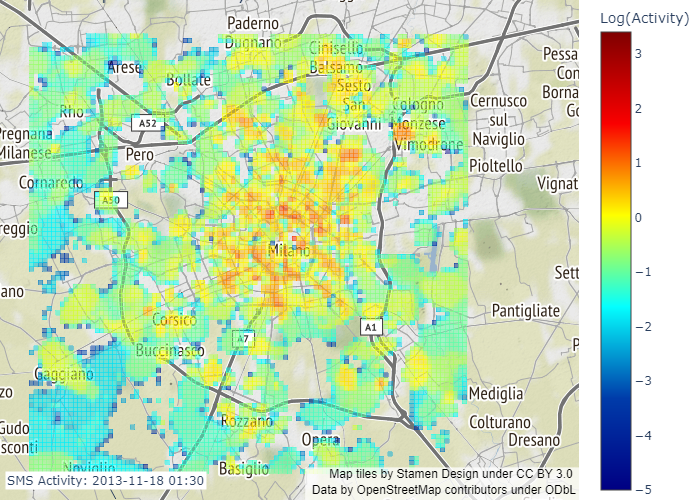 Paderno
Dugnano
Cinisello
Balsamo
Log(Activity)
Pessa
Con
Borna
Go
Arese
Bollate
Sesto
San
Giovanni
Cologno
Monzese
Vimodrone
Cernusco
sul
Naviglio
Rho
A52
Pregnana
Milanese
Pero
Pioltello
Cornaredo
Vignat
A50
reggio
Milano
Sett
ano
Pantigliate
Corsico
A1
A7
Buccinasco
P
Gaggiano
zo
Mediglia
Rozzano
Colturano
Dresano
Gudo
sconti
Opera
Noviglio
Basiglio
SMS Activity: 2013-11-18 01:30
Map tiles by Stamen Design under CC BY 3.0
Data by OpenStreetMap contributors under ODbL
3
2
1
0
−1
−2
−3
−4
−5